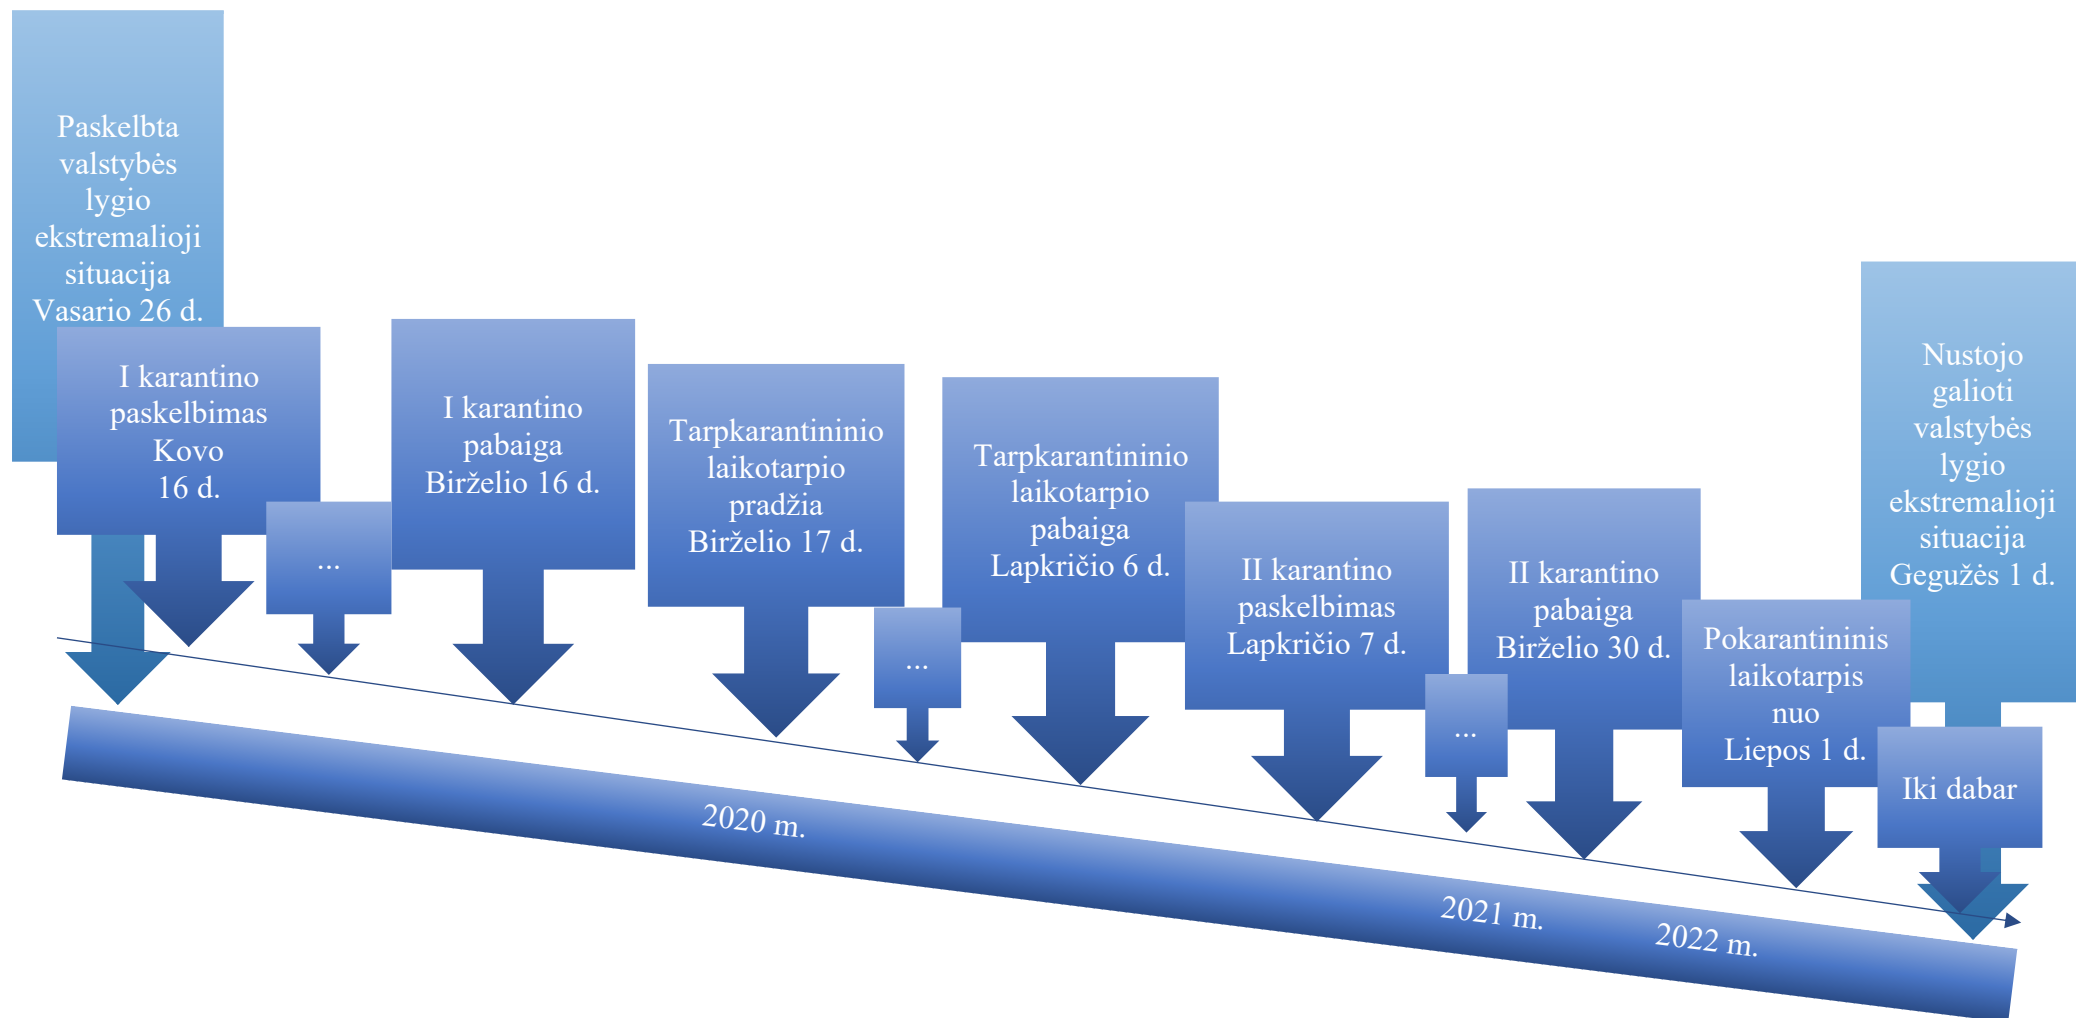 Paskelbta
valstybės
lygio
ekstremalioji
situacija
Vasario 26 d.
I karantino
paskelbimas
Kovo
16 d.
...
I karantino
pabaiga
Birželio 16 d.
Tarpkarantininio
laikotarpio
pradžia
Birželio 17 d.
...
Tarpkarantininio
laikotarpio
pabaiga
Lapkričio 6 d.
II karantino
paskelbimas
Lapkričio 7 d.
...
II karantino
pabaiga
Birželio 30 d.
Pokarantininis
laikotarpis
nuo
Liepos 1 d.
Nustojo
galioti
valstybės
lygio
ekstremalioji
situacija
Gegužės 1 d.
Iki dabar
2020 m.
2021 m.
2022 m.